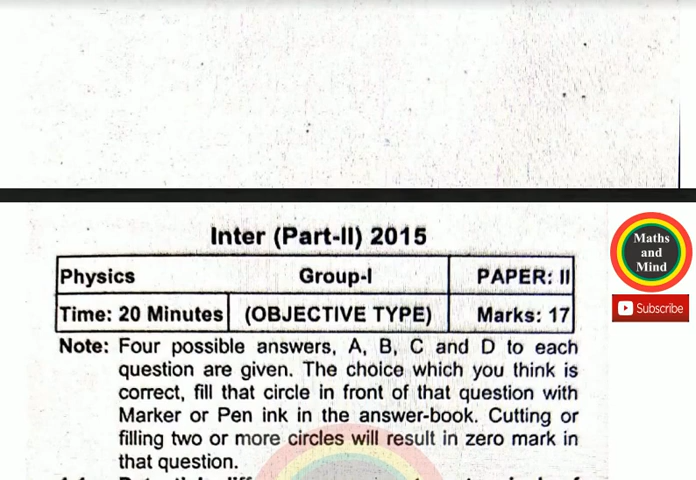 Inter (Part-II) 2015
Physics Group-I PAPER: II
Time: 20 Minutes (OBJECTIVE TYPE) Marks: 17
Note: Four possible answers, A, B, C and D to each
question are given. The choice which you think is
correct, fill that circle in front of that question with
Marker or Pen ink in the answer-book. Cutting or
filling two or more circles will result in zero mark in
that question.
Maths
and
Mind
Subscribe